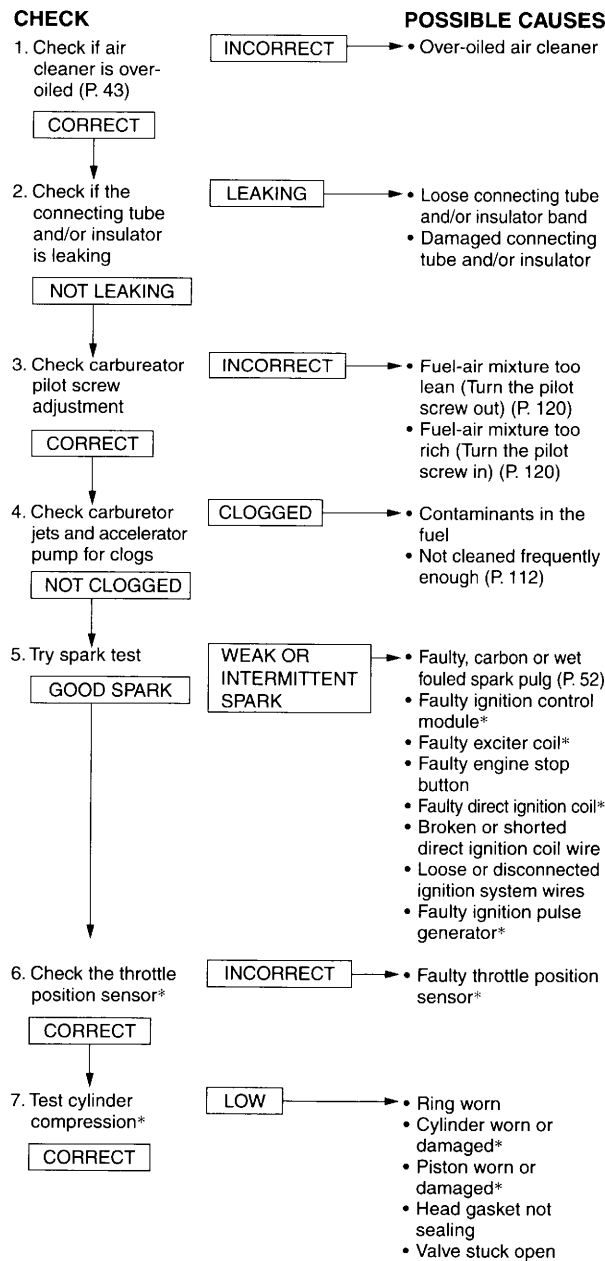 CHECK
POSSIBLE CAUSES
1. Check if air
cleaner is over-
oiled (P. 43)
INCORRECT
• Over-oiled air cleaner
CORRECT
2. Check if the
connecting tube
and/or insulator
is leaking
LEAKING
• Loose connecting tube
and/or insulator band
• Damaged connecting
tube and/or insulator
NOT LEAKING
3. Check carbureator
pilot screw
adjustment
INCORRECT
• Fuel-air mixture too
lean (Turn the pilot
screw out) (P. 120)
• Fuel-air mixture too
rich (Turn the pilot
screw in) (P. 120)
CORRECT
4. Check carburetor
jets and accelerator
pump for clogs
CLOGGED
• Contaminants in the
fuel
• Not cleaned frequently
enough (P. 112)
NOT CLOGGED
5. Try spark test
WEAK OR
INTERMITTENT
SPARK
• Faulty, carbon or wet
fouled spark pulg (P. 52)
• Faulty ignition control
module*
• Faulty exciter coil*
• Faulty engine stop
button
• Faulty direct ignition coil*
• Broken or shorted
direct ignition coil wire
• Loose or disconnected
ignition system wires
• Faulty ignition pulse
generator*
GOOD SPARK
6. Check the throttle
position sensor*
INCORRECT
• Faulty throttle position
sensor*
CORRECT
7. Test cylinder
compression*
LOW
• Ring worn
• Cylinder worn or
damaged*
• Piston worn or
damaged*
• Head gasket not
sealing
• Valve stuck open
CORRECT